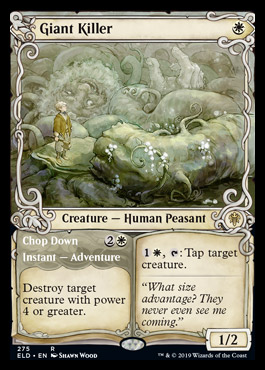 Giant Killer
Creature — Human Peasant
Chop Down 2
Instant — Adventure
Destroy target
creature with power
4 or greater.
1, : Tap target
creature.
"What size
advantage? They
never even see me
coming."
1/2
275 R
ELD • EN SHAWN WOOD
™ & © 2019 Wizards of the Coast